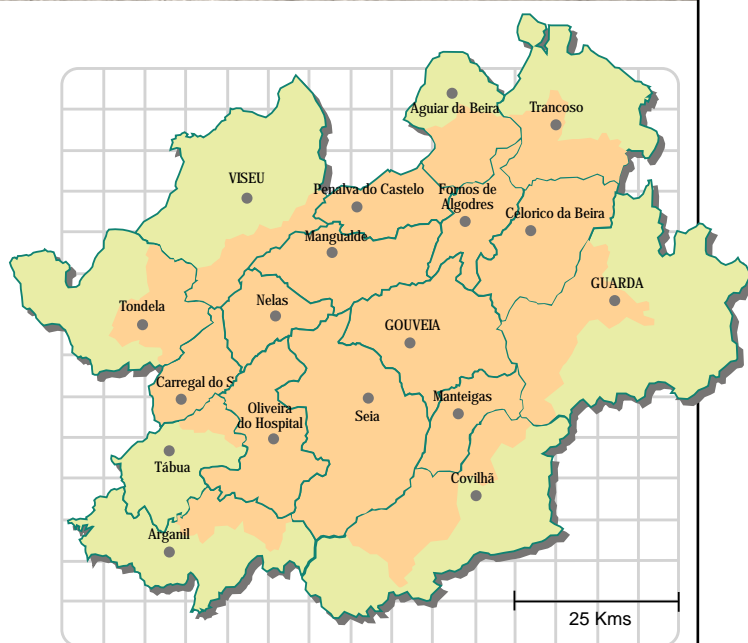 Aguiar da Beira
Trancoso
VISEU
Penalva do Castelo
Fornos de
Algodres
Celorico da Beira
Mangualde
GUARDA
Tondela
Nelas
GOUVEIA
Carregal do S
Oliveira
do Hospital
Seia
Manteigas
Tábua
Covilhã
Arganil
25 Kms